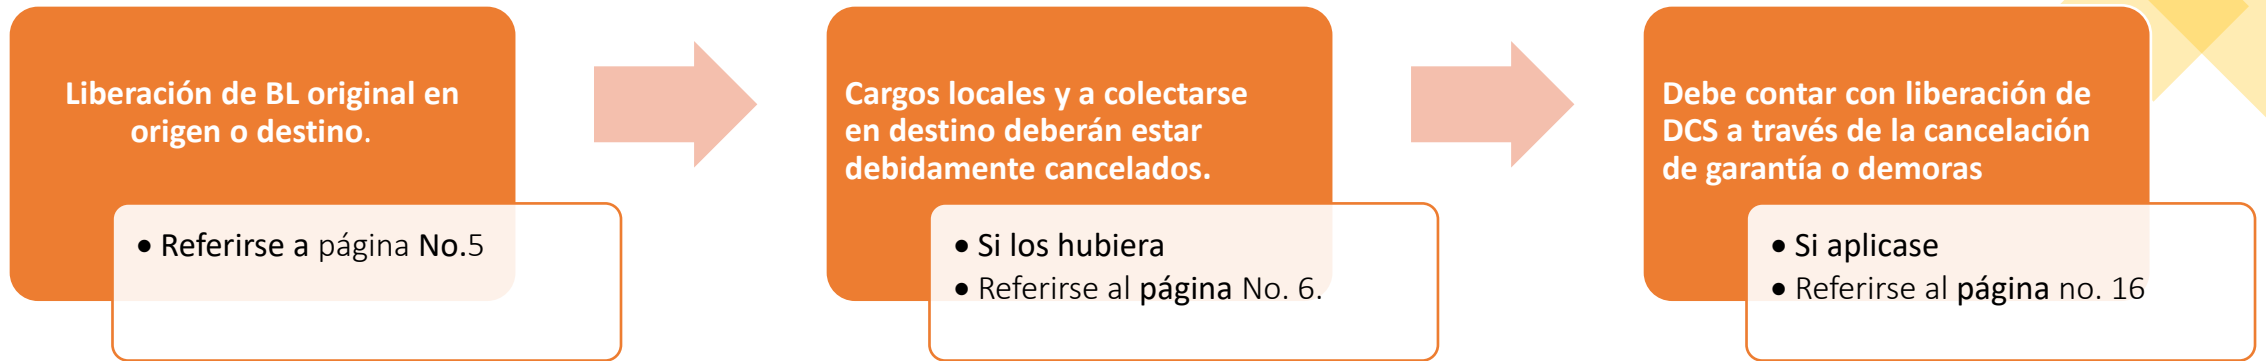 Liberación de BL original en
origen o destino.
• Referirse a página No.5
Cargos locales y a colectarse
en destino deberán estar
debidamente cancelados.
• Si los hubiera
• Referirse al página No. 6.
Debe contar con liberación de
DCS a través de la cancelación
de garantía o demoras
• Si aplicase
• Referirse al página no. 16